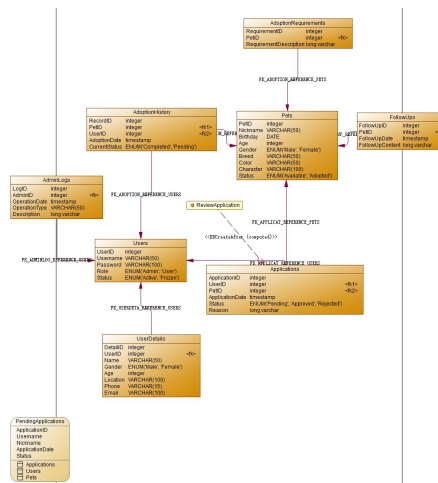 AdoptionRequirements
RequirementID integer
PetID integer <fk>
RequirementDescription long varchar
FK_ADOPTION_REFERENCE_PETS
AdoptionHistory
RecordID integer
PetID integer <fk1>
UserID integer <fk2>
AdoptionDate timestamp
CurrentStatus ENUM('Completed','Pending')
Pets
PetID integer
Nickname VARCHAR(50)
Birthday DATE
Age integer
Gender ENUM('Male','Female')
Breed VARCHAR(50)
Color VARCHAR(50)
Character VARCHAR(100)
Status ENUM('Available','Adopted')
FollowUps
FollowUpID integer
PetID integer
FollowUpDate timestamp
FollowUpContent long varchar
AdminLogs
LogID integer
AdminID integer <fk>
OperationDate timestamp
OperationType VARCHAR(50)
Description long varchar
FK_ADOPTION_REFERENCE_USERS
ReviewApplication
FK_APPLICAT_REFERENCE_PETS
<<DBCreateAfter (computed)>>
FK_ADMINLOG_REFERENCE_USERS
Users
UserID integer
Username VARCHAR(50)
Password VARCHAR(100)
Role ENUM('Admin','User')
Status ENUM('Active','Frozen')
FK_APPLICAT_REFERENCE_USERS
Applications
ApplicationID integer
UserID integer <fk1>
PetID integer <fk2>
ApplicationDate timestamp
Status ENUM('Pending','Approved','Rejected')
Reason long varchar
FK_USERDETA_REFERENCE_USERS
UserDetails
DetailID integer
UserID integer <fk>
Name VARCHAR(50)
Gender ENUM('Male','Female')
Age integer
Location VARCHAR(100)
Phone VARCHAR(15)
Email VARCHAR(100)
PendingApplications
ApplicationID
Username
Nickname
ApplicationDate
Status
Applications
Users
Pets